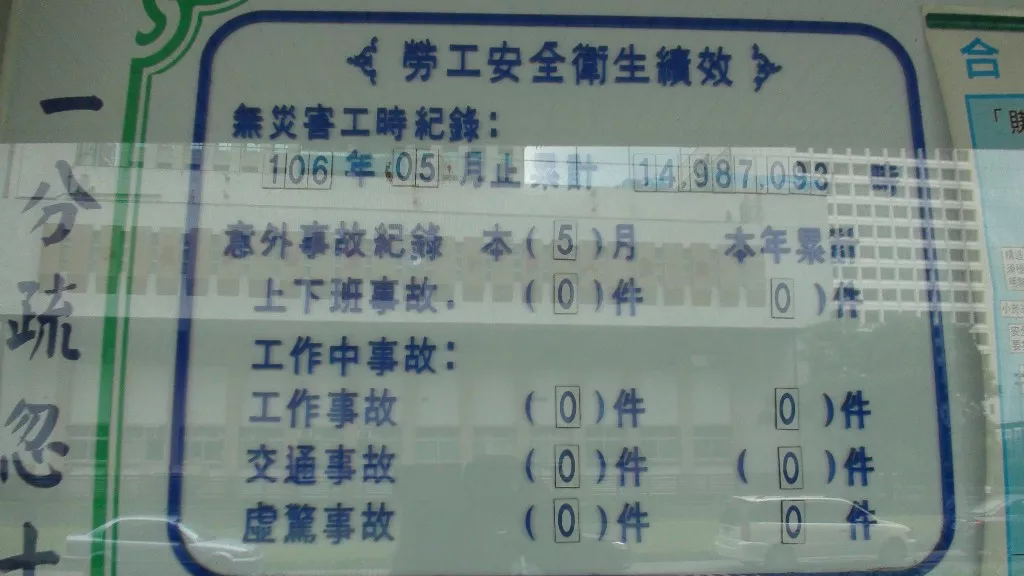 勞工安全衛生績效
無災害工時紀錄：
106年 05月止累計 14,987,093 時
意外事故紀錄 本(5)月 本年累計
上下班事故. (0)件 0)件
工作中事故：
工作事故 (0)件 0)件
交通事故 (0)件 (0)件
虛驚事故 (0)件 0 件
一分疏忽
合
「購